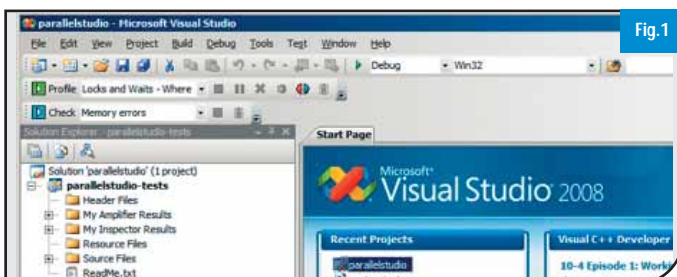 parallelstudio - Microsoft Visual Studio
Fig.1
File Edit View Project Build Debug Tools Test Window Help
Debug Win32
Profile Locks and Waits - Where
Check Memory errors
Solution Explorer - parallelstudio-tests
Start Page
Solution 'parallelstudio' (1 project)
parallelstudio-tests
Header Files
My Amplifier Results
My Inspector Results
Resource Files
Source Files
ReadMe.txt
Microsoft
Visual Studio 2008
Recent Projects
parallelstudio
Visual C++ Developer
10-4 Episode 1: Worki